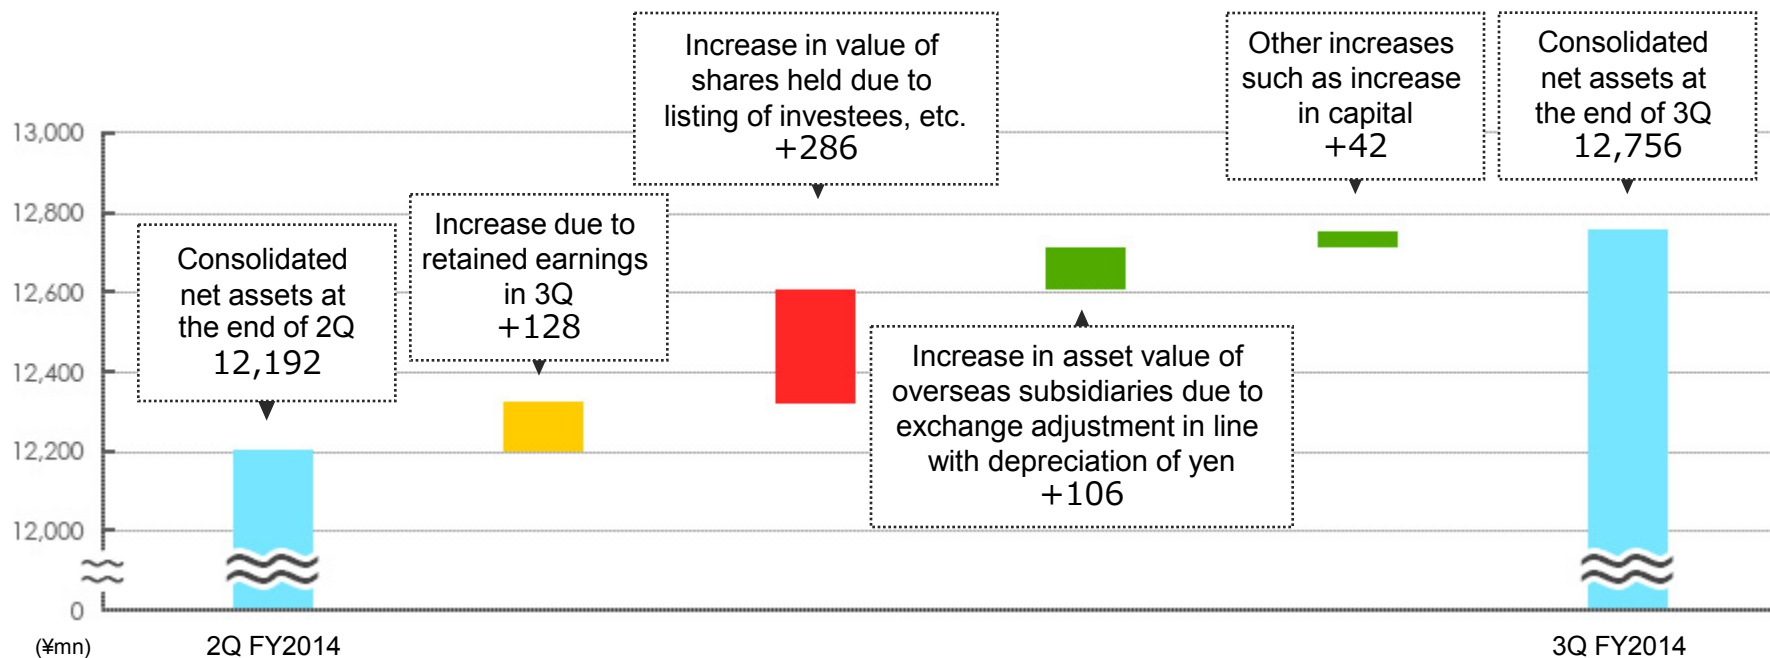 Increase in value of
shares held due to
listing of investees, etc.
+286
Other increases
such as increase
in capital
+42
Consolidated
net assets at
the end of 3Q
12,756
Increase due to
retained earnings
in 3Q
+128
Consolidated
net assets at
the end of 2Q
12,192
Increase in asset value of
overseas subsidiaries due to
exchange adjustment in line
with depreciation of yen
+106
13,000
12,800
12,600
12,400
12,200
12,000
0
(¥mn)
2Q FY2014
3Q FY2014